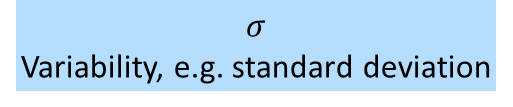 σ
Variability, e.g. standard deviation